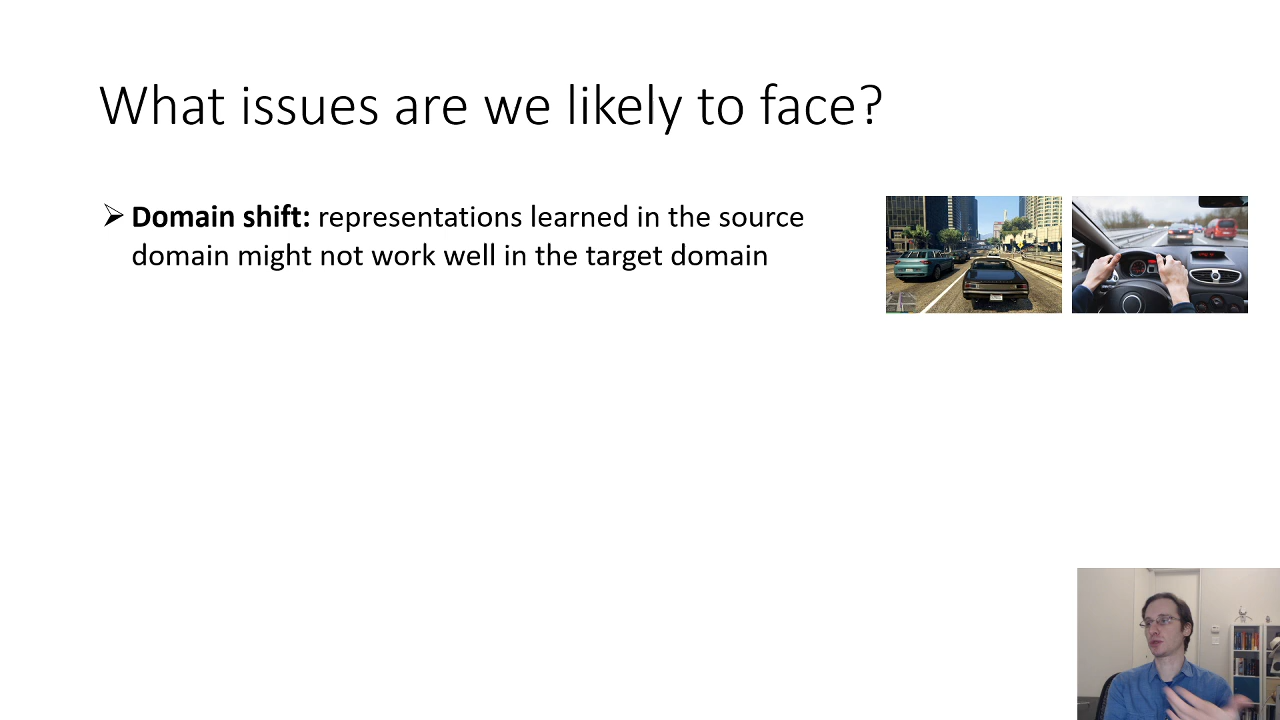 What issues are we likely to face?
➢ Domain shift: representations learned in the source
domain might not work well in the target domain